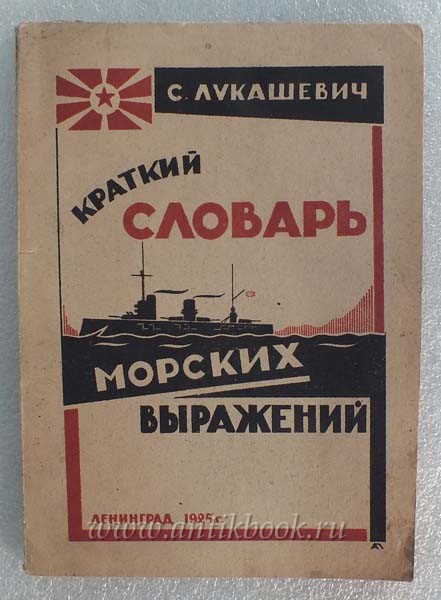 С. ЛУКАШЕВИЧ
КРАТКИЙ
СЛОВАРЬ
МОРСКИХ
ВЫРАЖЕНИЙ
ЛЕНИНГРАД 1925 г.
www.antikbook.ru